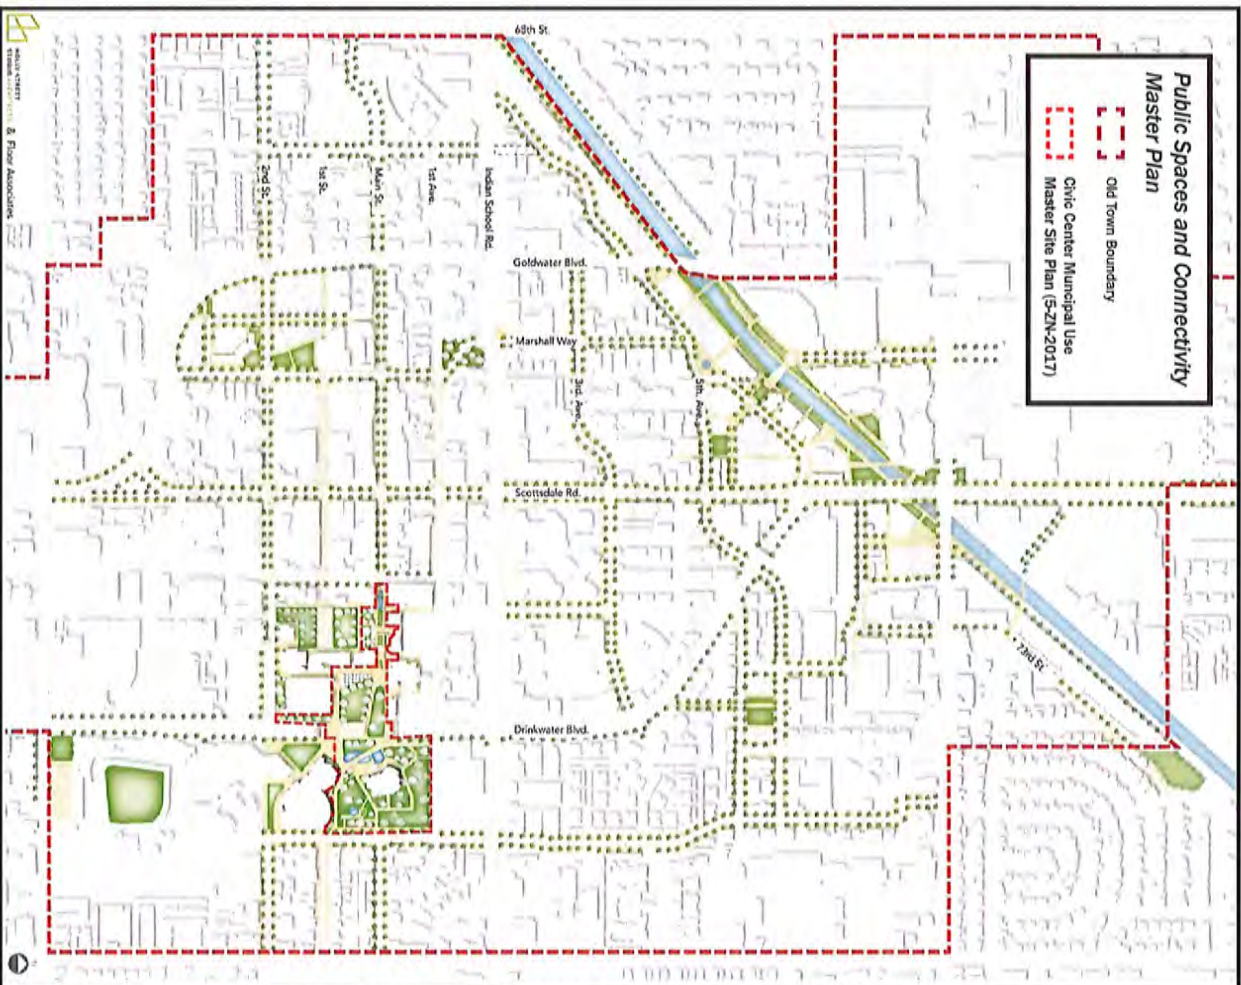 Public Spaces and Connectivity
Master Plan
Old Town Boundary
Civic Center Muncipal Use
Master Site Plan (5-ZN-2017)
68th St.
Indian School Rd.
1st Ave.
Main St.
1st St.
2nd St.
Goldwater Blvd.
Marshall Way
3rd. Ave.
5th. Ave.
Scottsdale Rd.
73rd St.
Drinkwater Blvd.
& Floor Associates